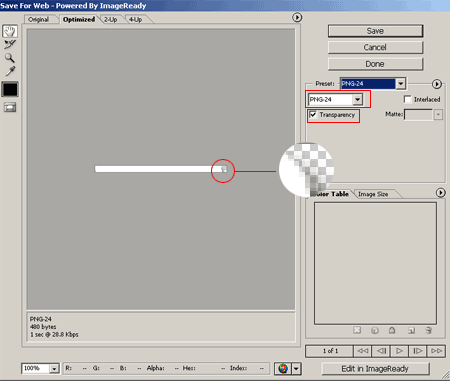 Save For Web - Powered By ImageReady
Original Optimized 2-Up 4-Up
Save
Cancel
Done
Preset: PNG-24
PNG-24 Interlaced
Transparency Matte:
Color Table Image Size
PNG-24
480 bytes
1 sec @ 28.8 Kbps
1 of 1
100% R: -- G: -- B: -- Alpha: -- Hex: -- Index: --
Edit in ImageReady